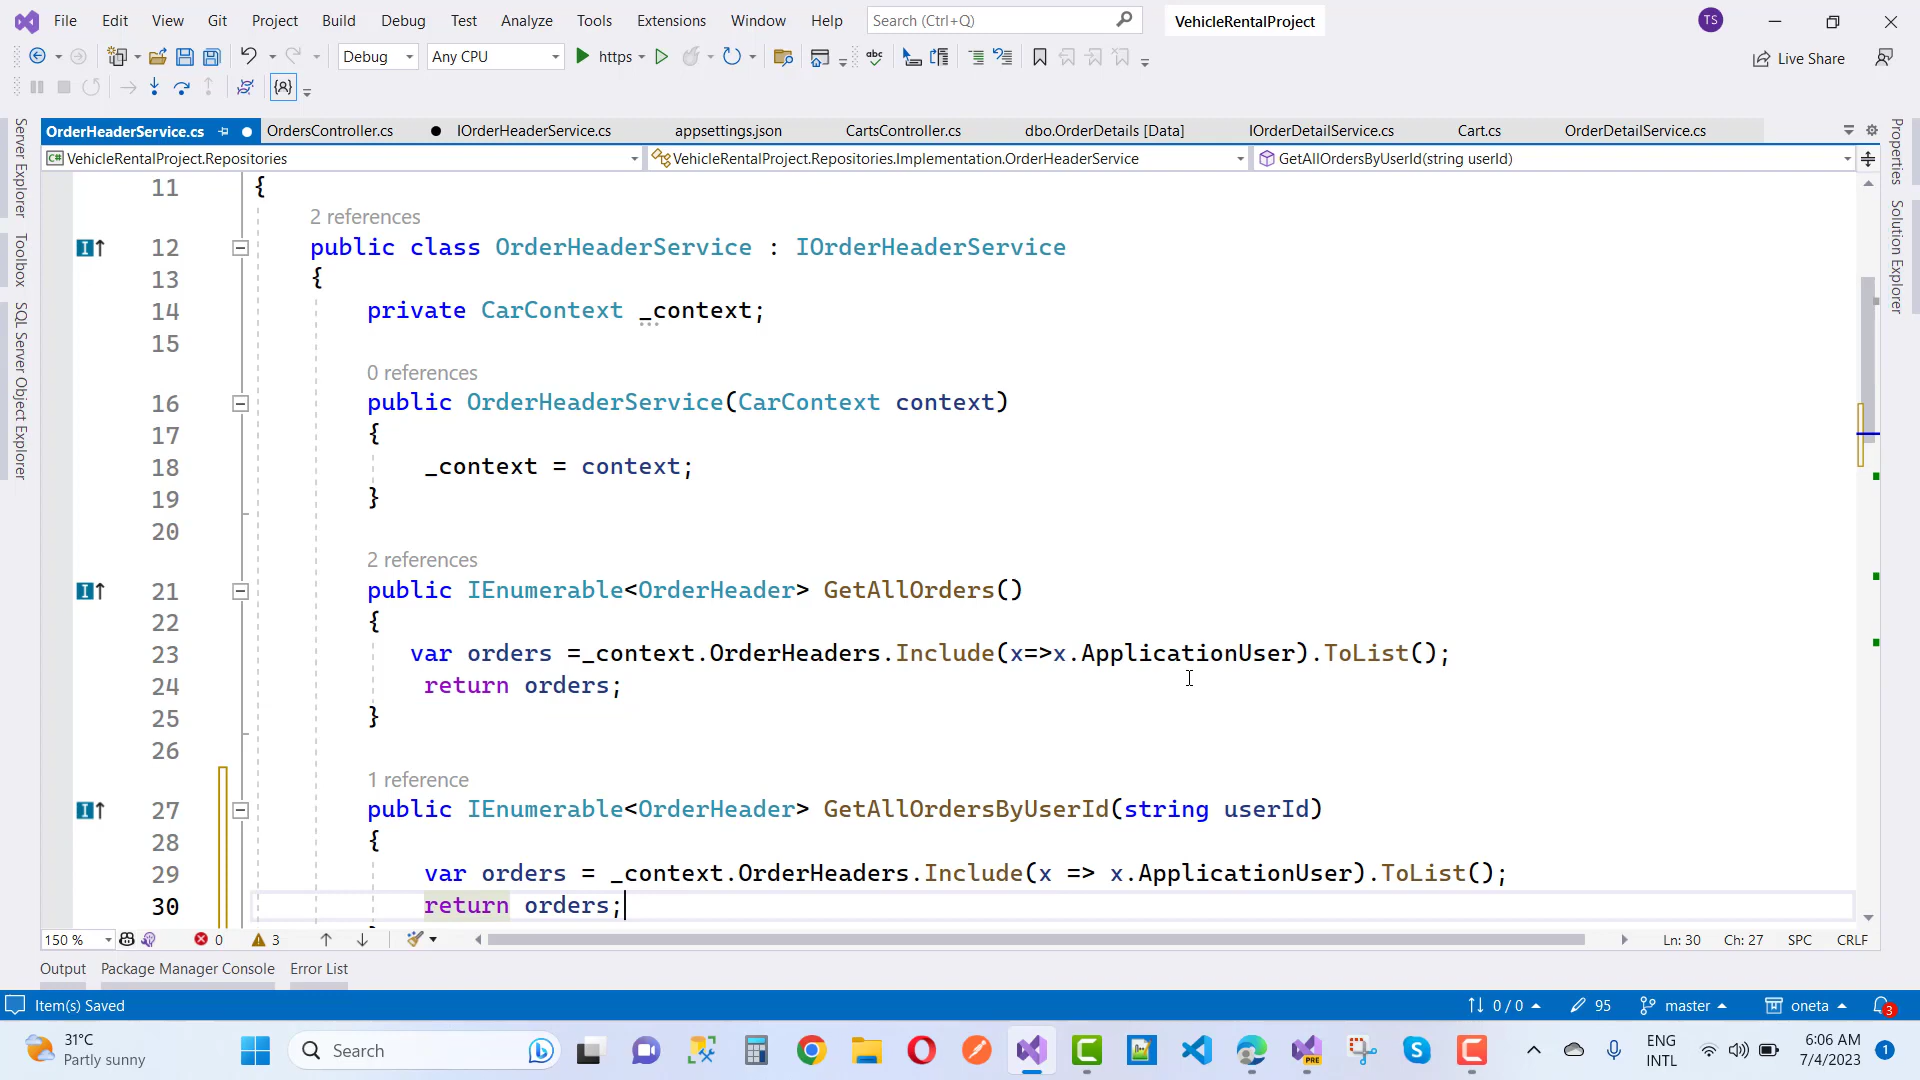 File Edit View Git Project Build Debug Test Analyze Tools Extensions Window Help Search (Ctrl+Q) VehicleRentalProject TS
Debug Any CPU https Live Share
OrderHeaderService.cs OrdersController.cs IOrderHeaderService.cs appsettings.json CartsController.cs dbo.OrderDetails [Data] IOrderDetailService.cs Cart.cs OrderDetailService.cs
VehicleRentalProject.Repositories VehicleRentalProject.Repositories.Implementation.OrderHeaderService GetAllOrdersByUserId(string userId)
Server Explorer
Toolbox
SQL Server Object Explorer
Properties
Solution Explorer
11 {
2 references
12 public class OrderHeaderService : IOrderHeaderService
13 {
14 private CarContext _context;
15
0 references
16 public OrderHeaderService(CarContext context)
17 {
18 _context = context;
19 }
20
2 references
21 public IEnumerable<OrderHeader> GetAllOrders()
22 {
23 var orders =_context.OrderHeaders.Include(x=>x.ApplicationUser).ToList();
24 return orders;
25 }
26
1 reference
27 public IEnumerable<OrderHeader> GetAllOrdersByUserId(string userId)
28 {
29 var orders = _context.OrderHeaders.Include(x => x.ApplicationUser).ToList();
30 return orders;
150 % 0 3 Ln: 30 Ch: 27 SPC CRLF
Output Package Manager Console Error List
Item(s) Saved 0 / 0 95 master oneta 3
31°C
Partly sunny
Search
PRE
ENG
INTL
6:06 AM
7/4/2023
1